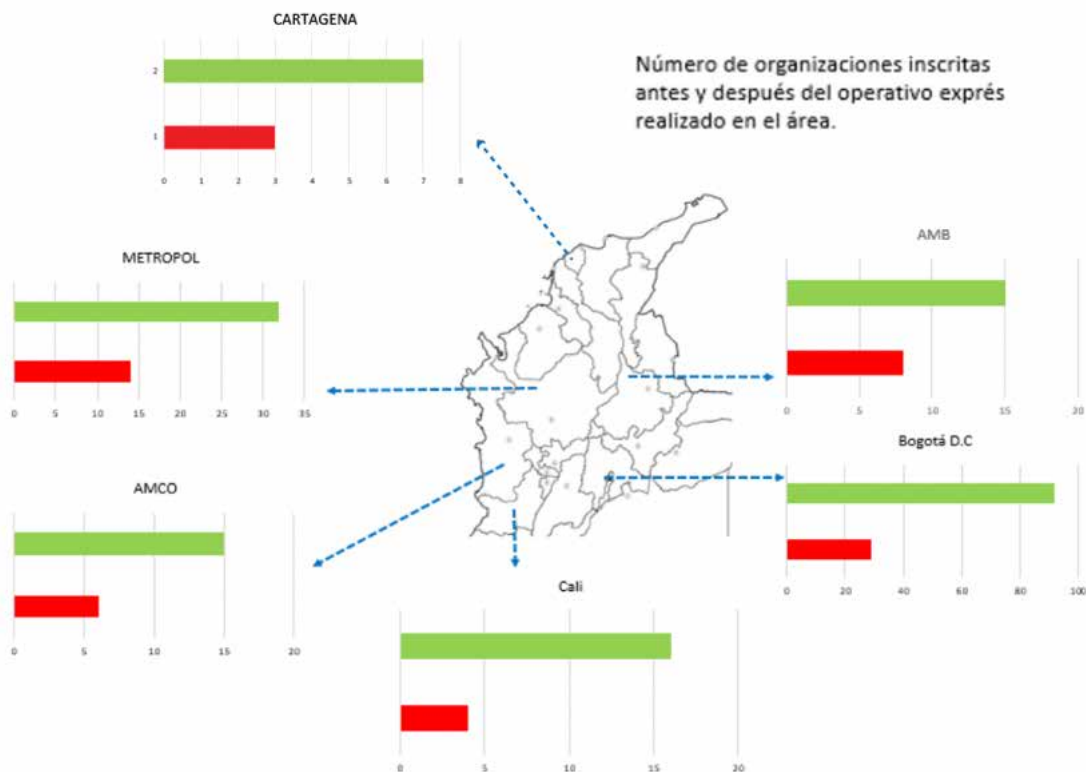 CARTAGENA
2
1
0 1 2 3 4 5 6 7 8
Número de organizaciones inscritas
antes y después del operativo exprés
realizado en el área.
METROPOL
0 5 10 15 20 25 30 35
AMB
0 5 10 15 20
AMCO
0 5 10 15 20
Bogotá D.C
0 20 40 60 80 100
Cali
0 5 10 15 20